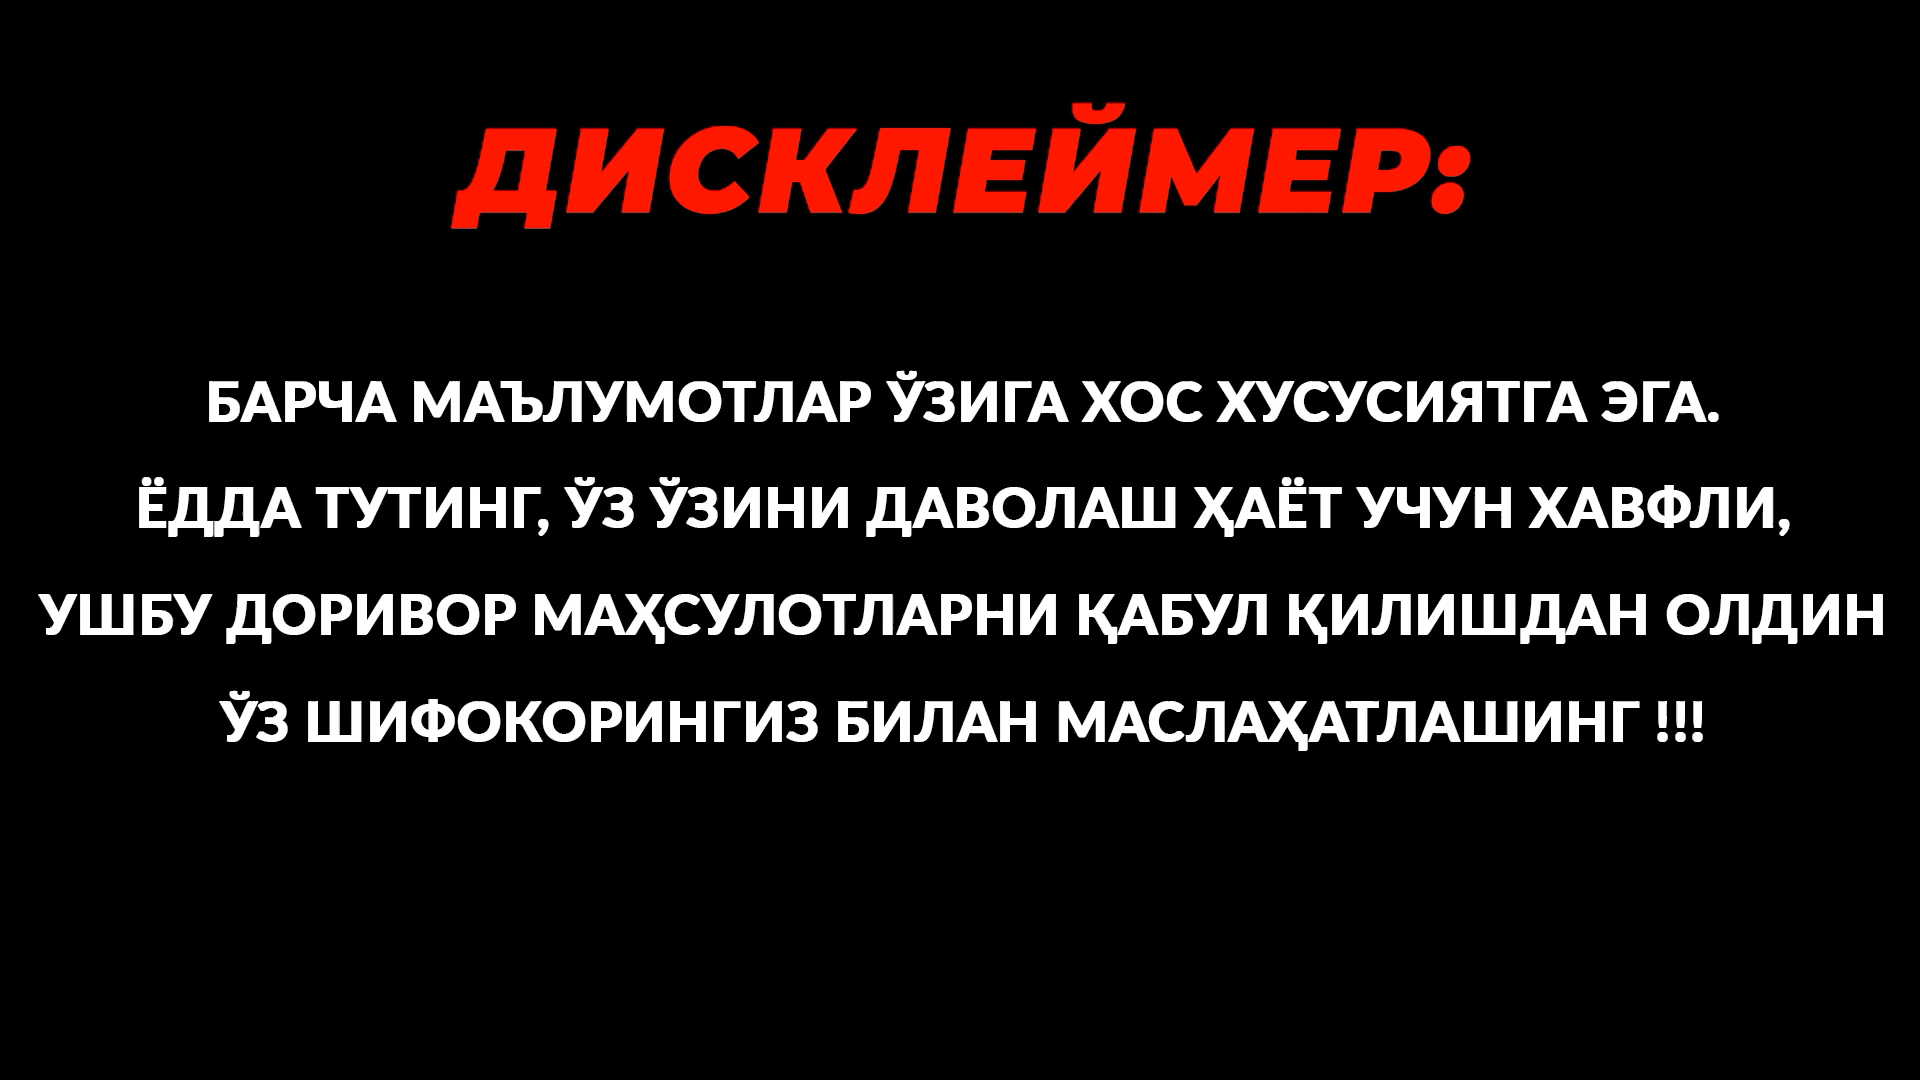 ДИСКЛЕЙМЕР:
БАРЧА МАЪЛУМОТЛАР ЎЗИГА ХОС ХУСУСИЯТГА ЭГА.
ЁДДА ТУТИНГ, ЎЗ ЎЗИНИ ДАВОЛАШ ҲАЁТ УЧУН ХАВФЛИ,
УШБУ ДОРИВОР МАҲСУЛОТЛАРНИ ҚАБУЛ ҚИЛИШДАН ОЛДИН
ЎЗ ШИФОКОРИНГИЗ БИЛАН МАСЛАҲАТЛАШИНГ !!!